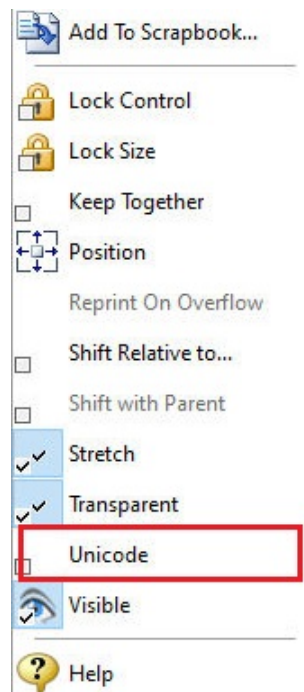 Add To Scrapbook...
Lock Control
Lock Size
Keep Together
Position
Reprint On Overflow
Shift Relative to...
Shift with Parent
Stretch
Transparent
Unicode
Visible
Help